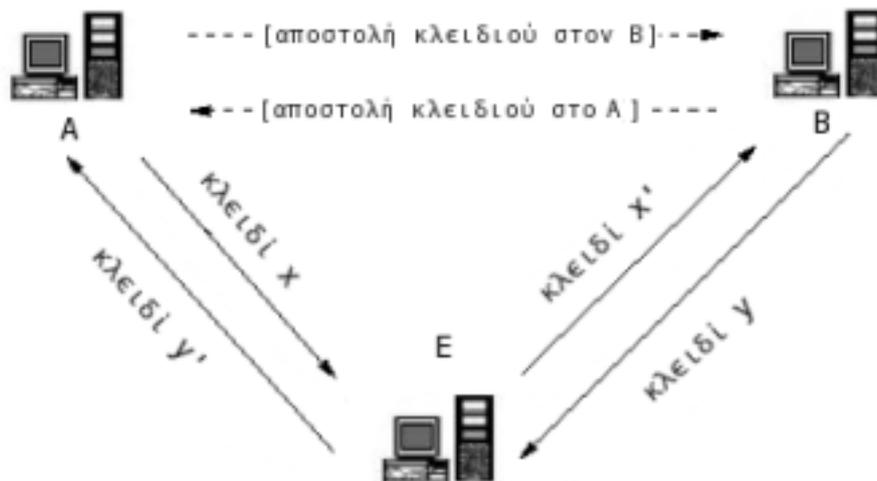 [αποστολή κλειδιού στον B]
[αποστολή κλειδιού στο A]
A
B
κλειδί x
κλειδί x'
κλειδί y'
κλειδί y
E